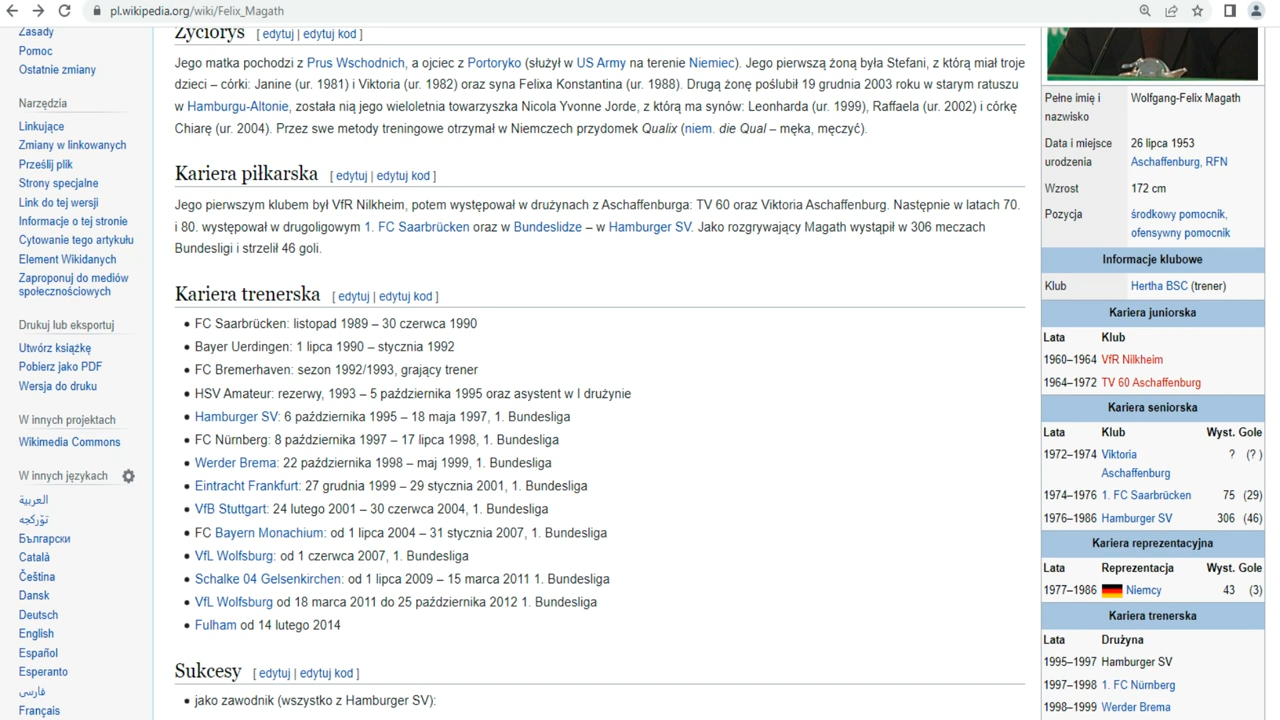 pl.wikipedia.org/wiki/Felix_Magath
Zasady
Pomoc
Ostatnie zmiany
Narzędzia
Linkujące
Zmiany w linkowanych
Prześlij plik
Strony specjalne
Link do tej wersji
Informacje o tej stronie
Cytowanie tego artykułu
Element Wikidanych
Zaproponuj do mediów
społecznościowych
Drukuj lub eksportuj
Utwórz książkę
Pobierz jako PDF
Wersja do druku
W innych projektach
Wikimedia Commons
W innych językach
العربية
تۆرکجه
Български
Català
Čeština
Dansk
Deutsch
English
Español
Esperanto
فارسی
Français
Życiorys [ edytuj | edytuj kod ]
Jego matka pochodzi z Prus Wschodnich, a ojciec z Portoryko (służył w US Army na terenie Niemiec). Jego pierwszą żoną była Stefani, z którą miał troje
dzieci – córki: Janine (ur. 1981) i Viktoria (ur. 1982) oraz syna Felixa Konstantina (ur. 1988). Drugą żonę poślubił 19 grudnia 2003 roku w starym ratuszu
w Hamburgu-Altonie, została nią jego wieloletnia towarzyszka Nicola Yvonne Jorde, z którą ma synów: Leonharda (ur. 1999), Raffaela (ur. 2002) i córkę
Chiarę (ur. 2004). Przez swe metody treningowe otrzymał w Niemczech przydomek Qualix (niem. die Qual – męka, męczyć).
Kariera piłkarska [ edytuj | edytuj kod ]
Jego pierwszym klubem był VfR Nilkheim, potem występował w drużynach z Aschaffenburga: TV 60 oraz Viktoria Aschaffenburg. Następnie w latach 70.
i 80. występował w drugoligowym 1. FC Saarbrücken oraz w Bundeslidze – w Hamburger SV. Jako rozgrywający Magath wystąpił w 306 meczach
Bundesligi i strzelił 46 goli.
Kariera trenerska [ edytuj | edytuj kod ]
• FC Saarbrücken: listopad 1989 – 30 czerwca 1990
• Bayer Uerdingen: 1 lipca 1990 – stycznia 1992
• FC Bremerhaven: sezon 1992/1993, grający trener
• HSV Amateur: rezerwy, 1993 – 5 października 1995 oraz asystent w I drużynie
• Hamburger SV: 6 października 1995 – 18 maja 1997, 1. Bundesliga
• FC Nürnberg: 8 października 1997 – 17 lipca 1998, 1. Bundesliga
• Werder Brema: 22 października 1998 – maj 1999, 1. Bundesliga
• Eintracht Frankfurt: 27 grudnia 1999 – 29 stycznia 2001, 1. Bundesliga
• VfB Stuttgart: 24 lutego 2001 – 30 czerwca 2004, 1. Bundesliga
• FC Bayern Monachium: od 1 lipca 2004 – 31 stycznia 2007, 1. Bundesliga
• VfL Wolfsburg: od 1 czerwca 2007, 1. Bundesliga
• Schalke 04 Gelsenkirchen: od 1 lipca 2009 – 15 marca 2011 1. Bundesliga
• VfL Wolfsburg od 18 marca 2011 do 25 października 2012 1. Bundesliga
• Fulham od 14 lutego 2014
Sukcesy [ edytuj | edytuj kod ]
• jako zawodnik (wszystko z Hamburger SV):
Pełne imię i Wolfgang-Felix Magath
nazwisko
Data i miejsce 26 lipca 1953
urodzenia Aschaffenburg, RFN
Wzrost 172 cm
Pozycja środkowy pomocnik,
ofensywny pomocnik
Informacje klubowe
Klub Hertha BSC (trener)
Kariera juniorska
Lata Klub
1960–1964 VfR Nilkheim
1964–1972 TV 60 Aschaffenburg
Kariera seniorska
Lata Klub Wyst. Gole
1972–1974 Viktoria ? (? )
Aschaffenburg
1974–1976 1. FC Saarbrücken 75 (29)
1976–1986 Hamburger SV 306 (46)
Kariera reprezentacyjna
Lata Reprezentacja Wyst. Gole
1977–1986 Niemcy 43 (3)
Kariera trenerska
Lata Drużyna
1995–1997 Hamburger SV
1997–1998 1. FC Nürnberg
1998–1999 Werder Brema